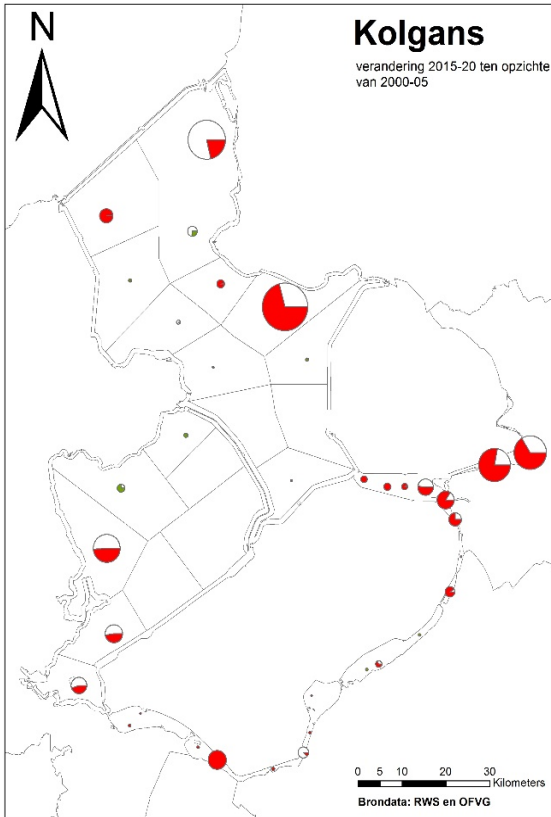 N
Kolgans
verandering 2015-20 ten opzichte
van 2000-05
0 5 10 20 30
Kilometers
Brondata: RWS en OFVG